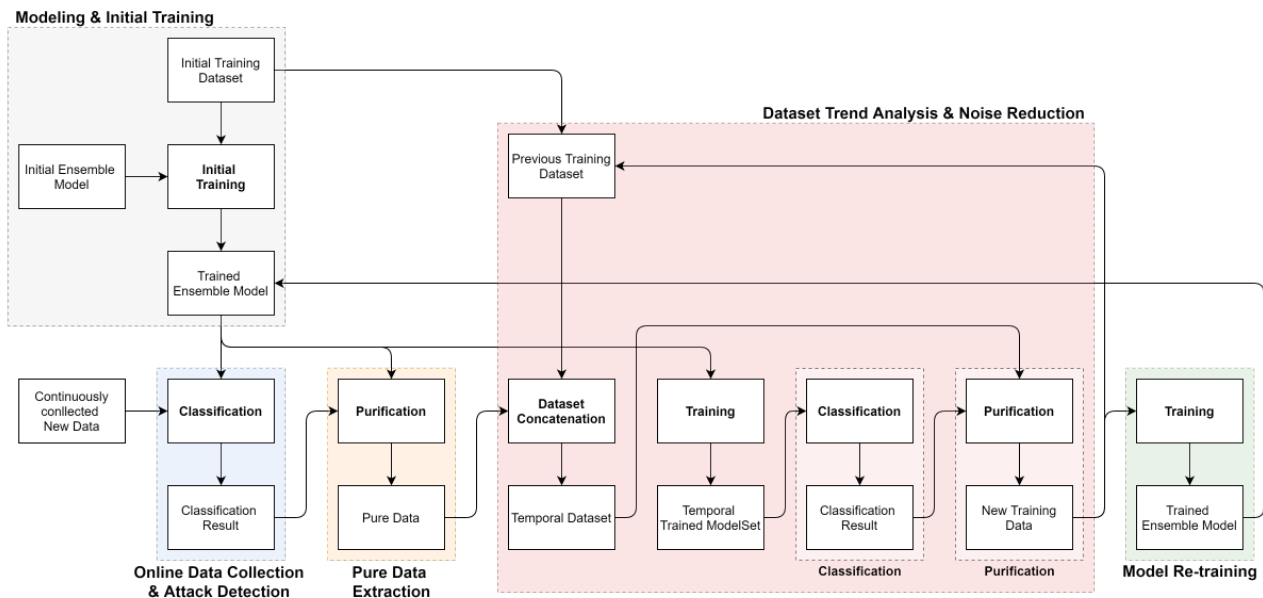 Modeling & Initial Training
Initial Training
Dataset
Initial Ensemble
Model
Initial
Training
Trained
Ensemble Model
Dataset Trend Analysis & Noise Reduction
Previous Training
Dataset
Continuously
conllected
New Data
Classification
Purification
Dataset
Concatenation
Training
Classification
Purification
Training
Classification
Result
Pure Data
Temporal Dataset
Temporal
Trained ModelSet
Classification
Result
New Training
Data
Trained
Ensemble Model
Online Data Collection
& Attack Detection
Pure Data
Extraction
Classification
Purification
Model Re-training